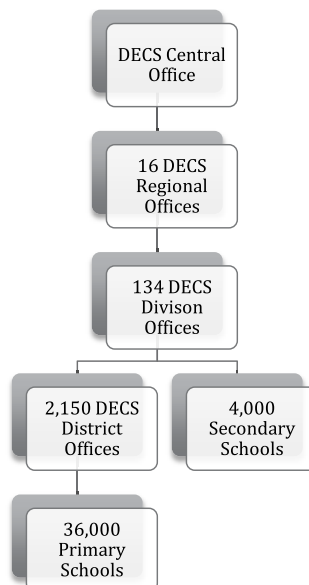 DECS Central
Office
16 DECS
Regional
Offices
134 DECS
Divison
Offices
2,150 DECS
District
Offices
4,000
Secondary
Schools
36,000
Primary
Schools